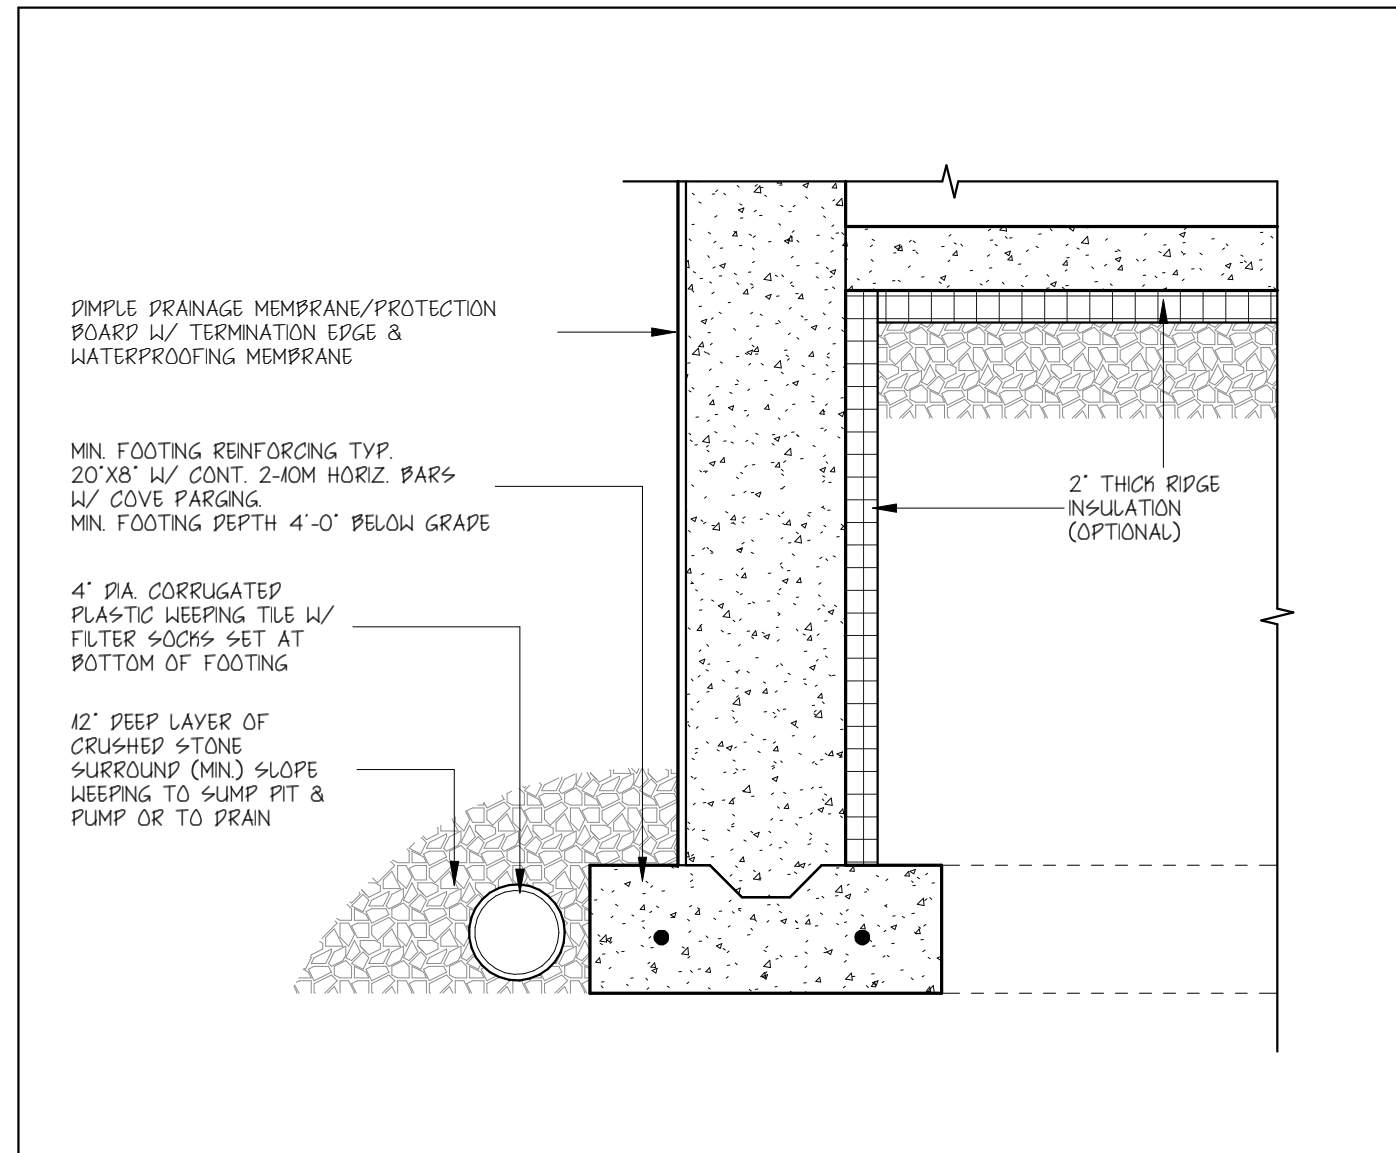 DIMPLE DRAINAGE MEMBRANE/PROTECTION
BOARD W/ TERMINATION EDGE &
WATERPROOFING MEMBRANE
MIN. FOOTING REINFORCING TYP.
20"X8" W/ CONT. 2-10M HORIZ. BARS
W/ COVE PARGING.
MIN. FOOTING DEPTH 4'-0" BELOW GRADE
4" DIA. CORRUGATED
PLASTIC WEEPING TILE W/
FILTER SOCKS SET AT
BOTTOM OF FOOTING
12" DEEP LAYER OF
CRUSHED STONE
SURROUND (MIN.) SLOPE
WEEPING TO SUMP PIT &
PUMP OR TO DRAIN
2" THICK RIDGE
INSULATION
(OPTIONAL)